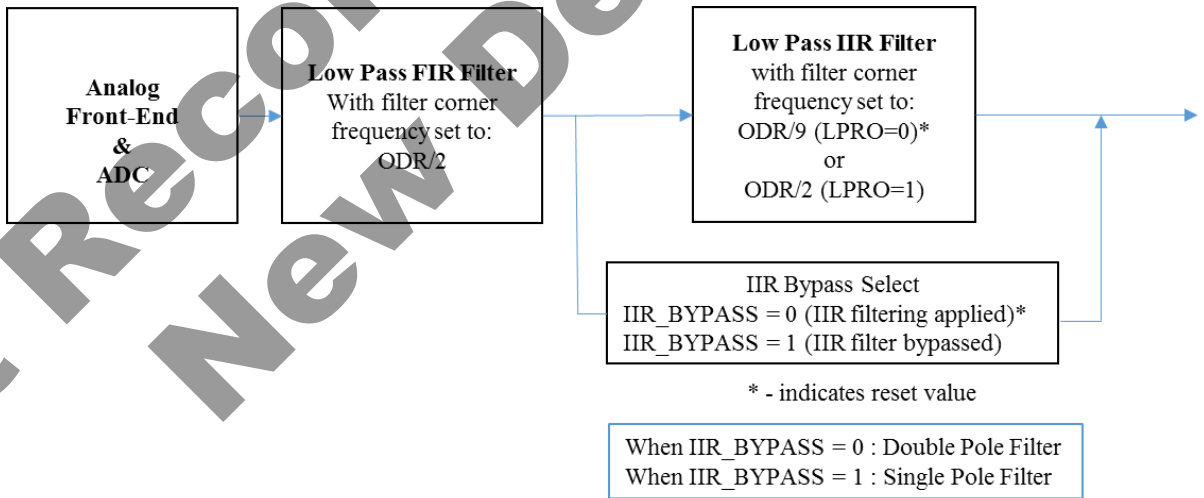 Analog
Front-End
&
ADC
Low Pass FIR Filter
With filter corner
frequency set to:
ODR/2
Low Pass IIR Filter
with filter corner
frequency set to:
ODR/9 (LPRO=0)*
or
ODR/2 (LPRO=1)
IIR Bypass Select
IIR_BYPASS = 0 (IIR filtering applied)*
IIR_BYPASS = 1 (IIR filter bypassed)
* - indicates reset value
When IIR_BYPASS = 0 : Double Pole Filter
When IIR_BYPASS = 1 : Single Pole Filter
New De